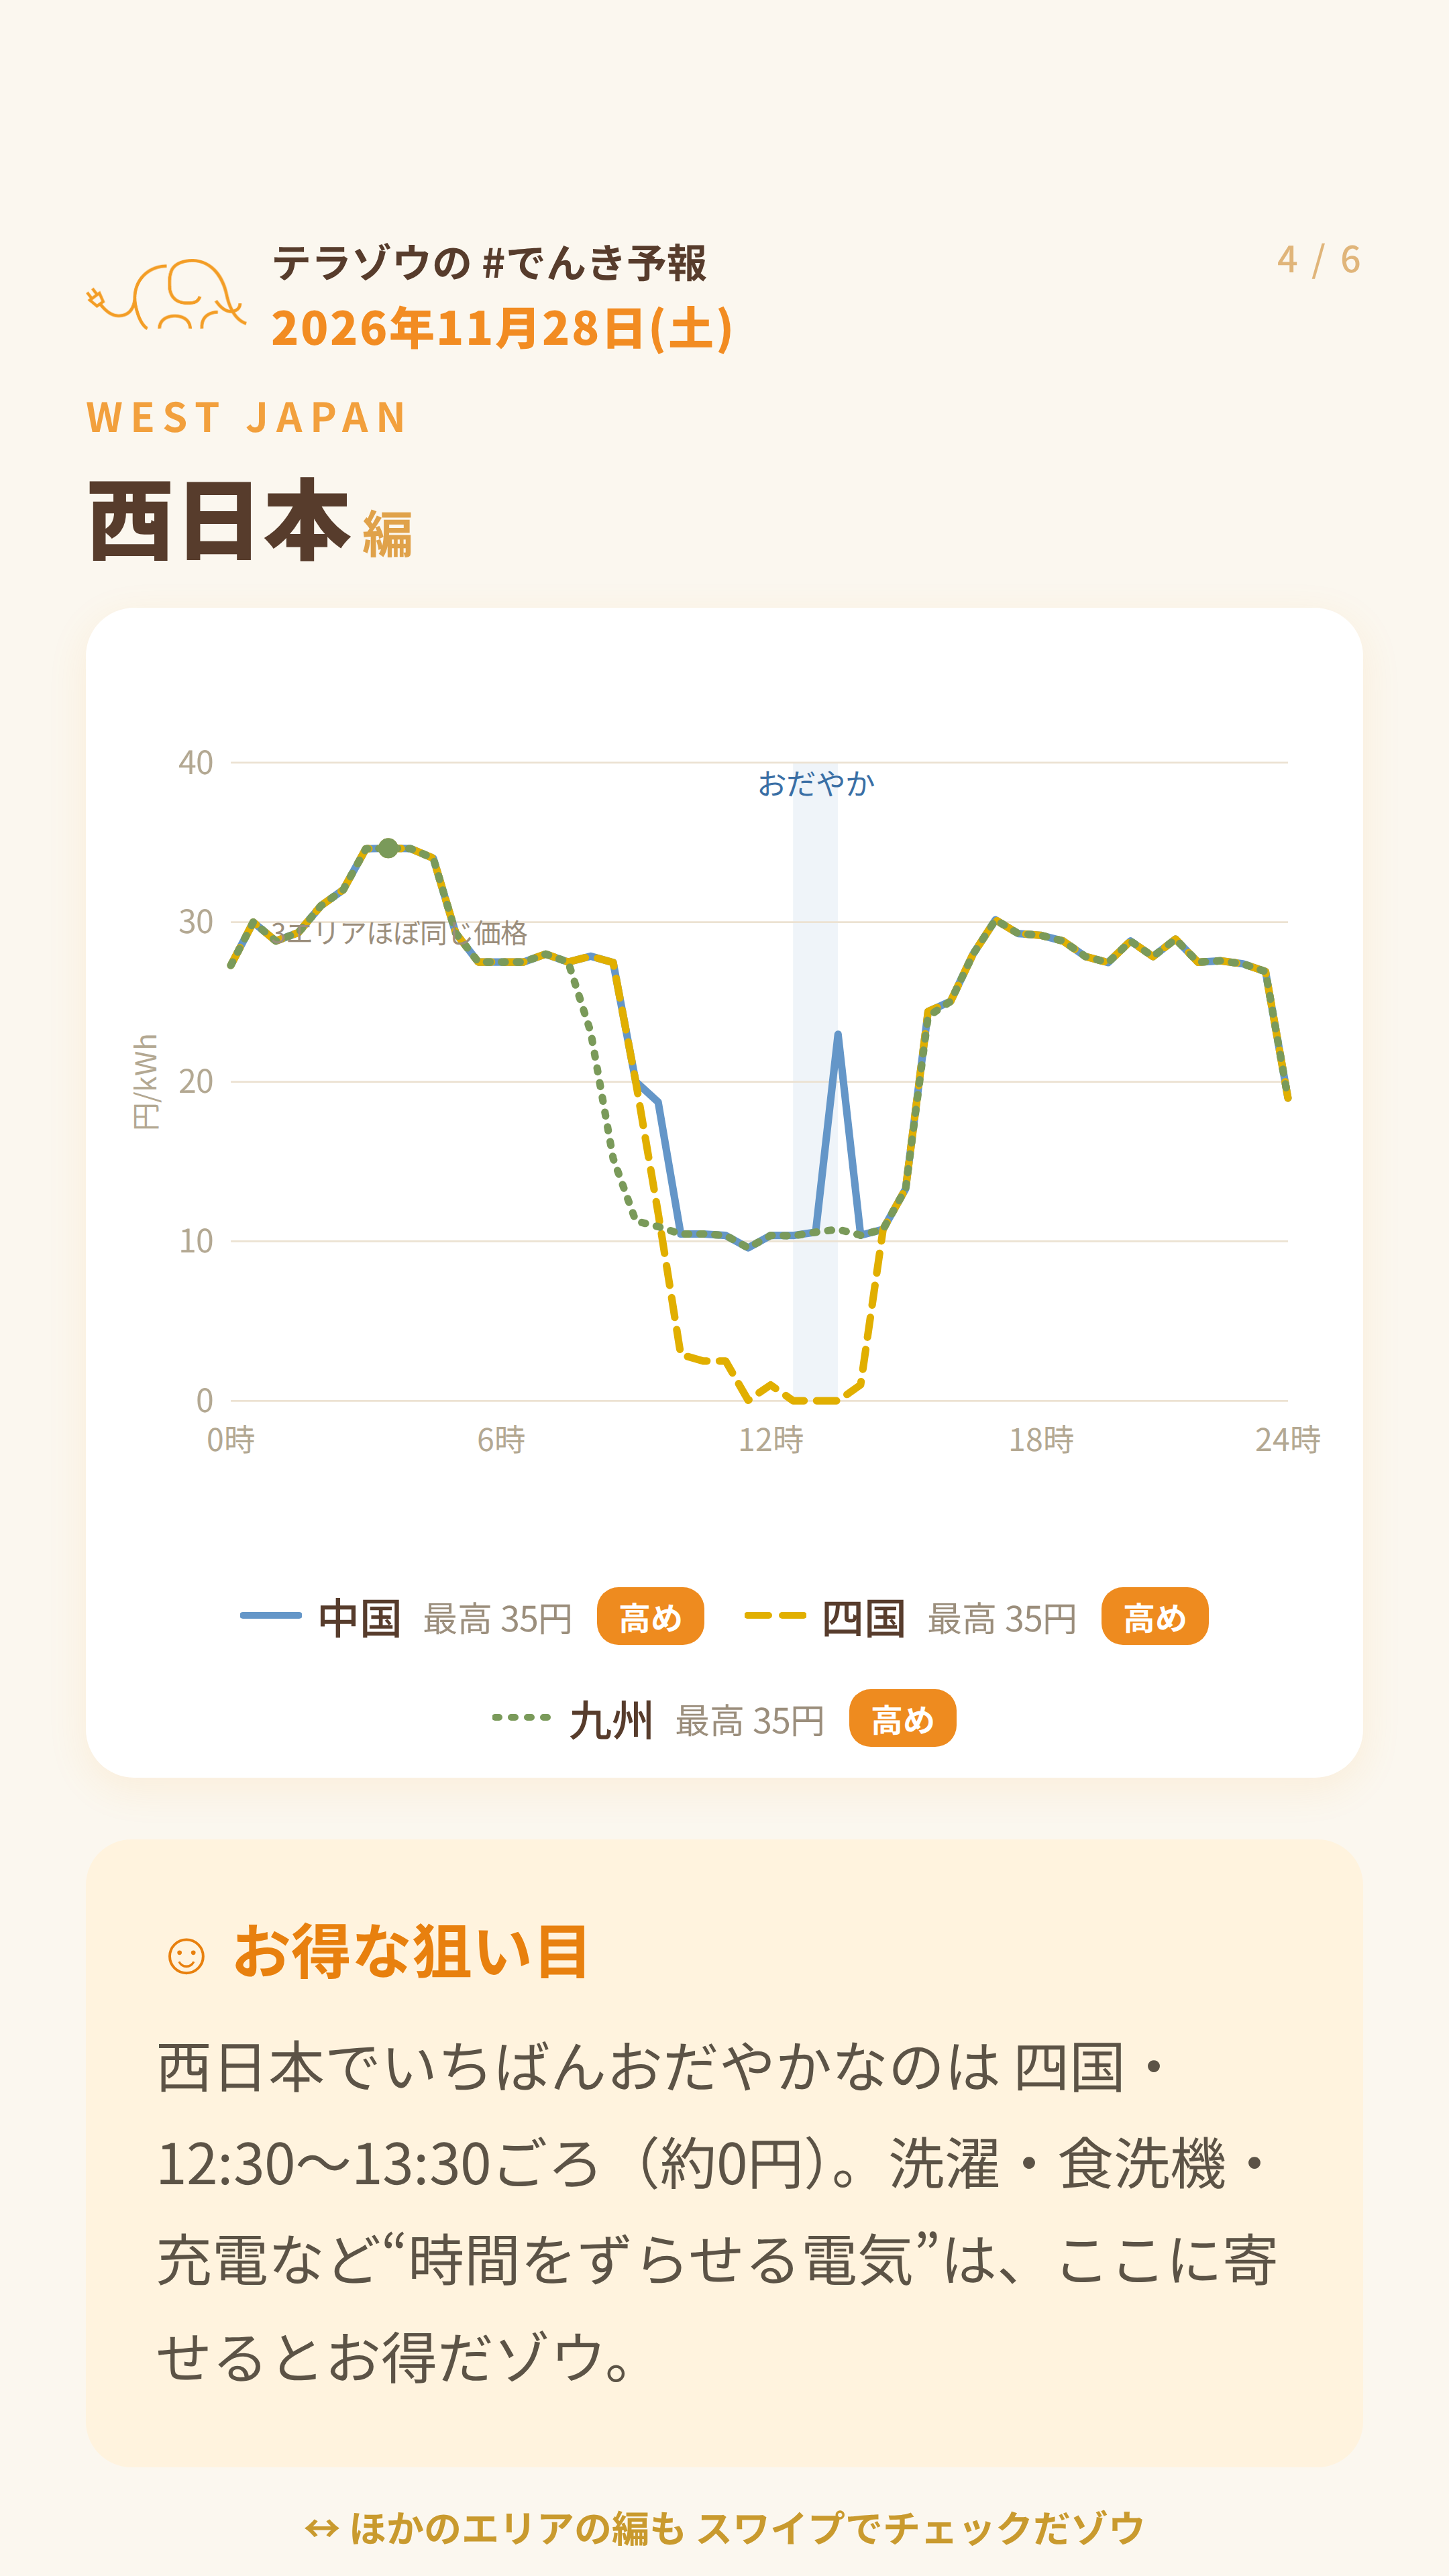 テラゾウの #でんき予報
4 / 6
2026年11月28日(土)
WEST JAPAN
西日本 編
40
おだやか
30
3エリアほぼ同じ価格
円/kWh
20
10
0
0時 6時 12時 18時 24時
中国 最高 35円 高め 四国 最高 35円 高め
九州 最高 35円 高め
☺ お得な狙い目
西日本でいちばんおだやかなのは 四国・
12:30〜13:30ごろ（約0円）。洗濯・食洗機・
充電など“時間をずらせる電気”は、ここに寄
せるとお得だゾウ。
↔ ほかのエリアの編も スワイプでチェックだゾウ